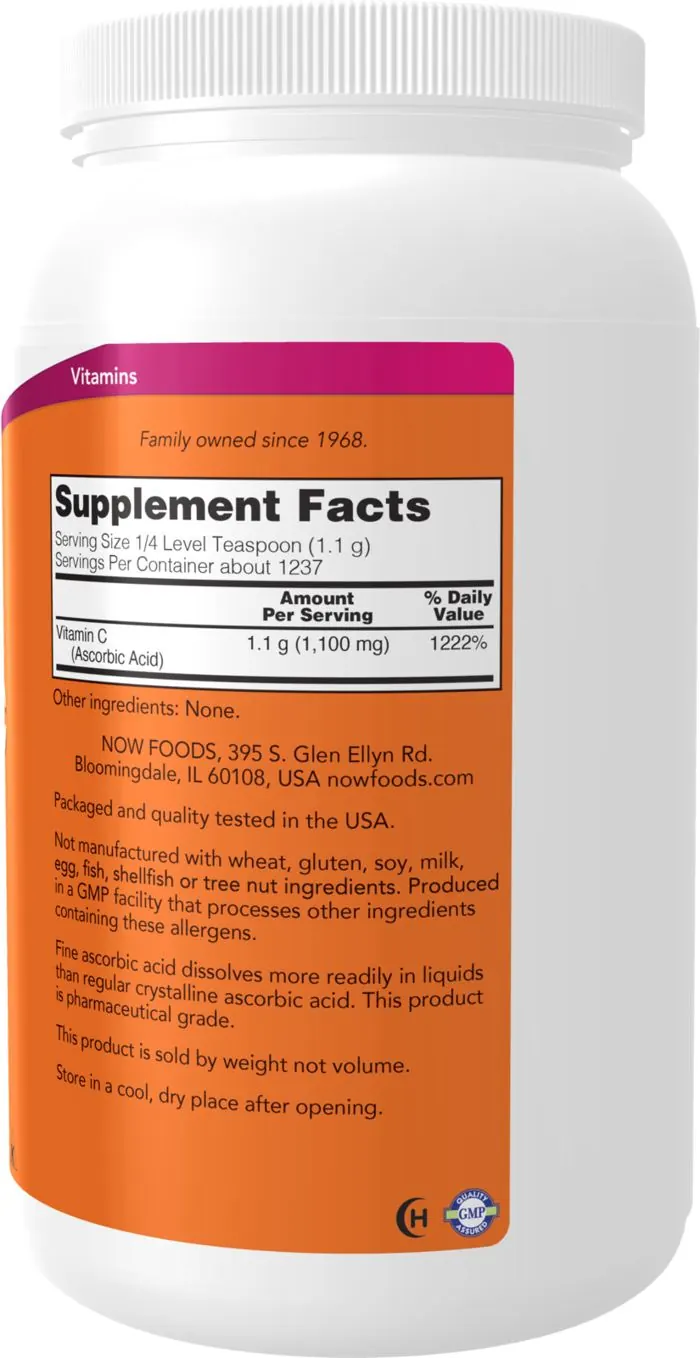 Vitamins
Family owned since 1968.
Supplement Facts
Serving Size 1/4 Level Teaspoon (1.1 g)
Servings Per Container about 1237
Amount Per Serving
% Daily Value
Vitamin C (Ascorbic Acid)
1.1 g (1,100 mg)
1222%
Other ingredients: None.
NOW FOODS, 395 S. Glen Ellyn Rd.
Bloomingdale, IL 60108, USA nowfoods.com
Packaged and quality tested in the USA.
Not manufactured with wheat, gluten, soy, milk,
egg, fish, shellfish or tree nut ingredients. Produced
in a GMP facility that processes other ingredients
containing these allergens.
Fine ascorbic acid dissolves more readily in liquids
than regular crystalline ascorbic acid. This product
is pharmaceutical grade.
This product is sold by weight not volume.
Store in a cool, dry place after opening.
CH
QUALITY
GMP
ASSURED